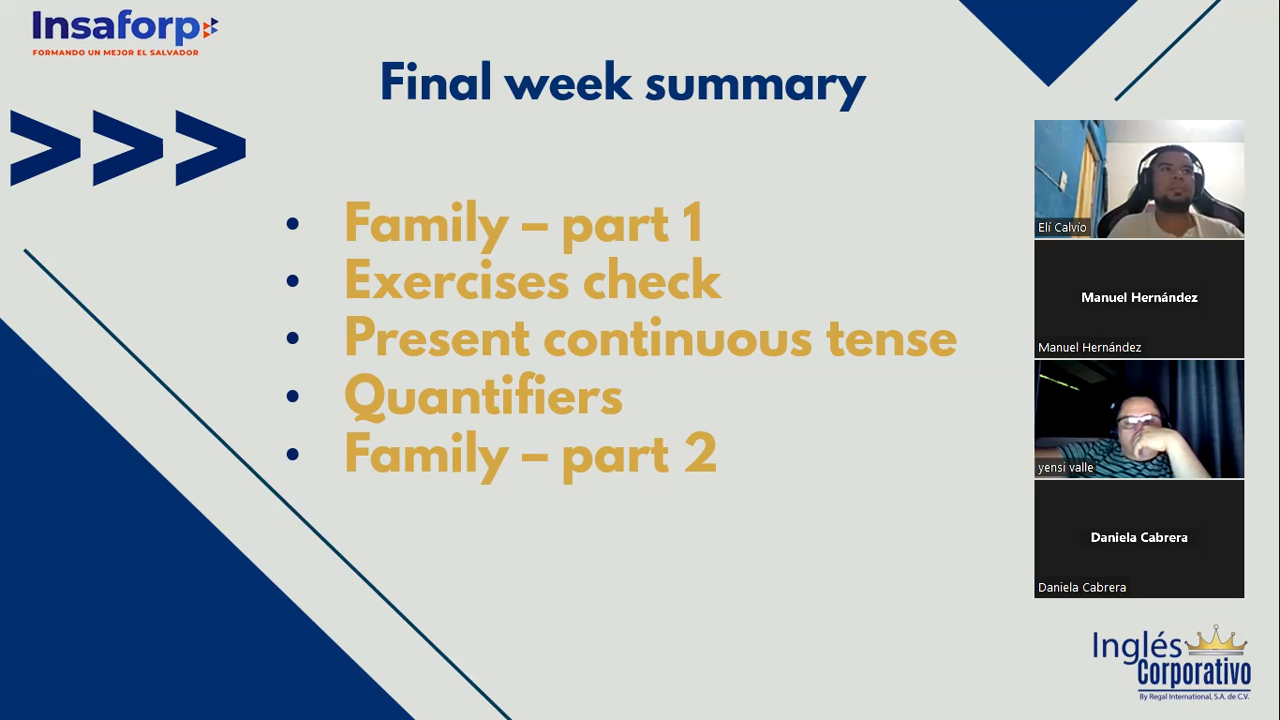 Insaforp
FORMANDO UN MEJOR EL SALVADOR
Final week summary
>>>
• Family – part 1
• Exercises check
• Present continuous tense
• Quantifiers
• Family – part 2
Elí Calvío
Manuel Hernández
Manuel Hernández
yensi valle
Daniela Cabrera
Daniela Cabrera
Inglés
Corporativo
By Regal International, S.A. de C.V.